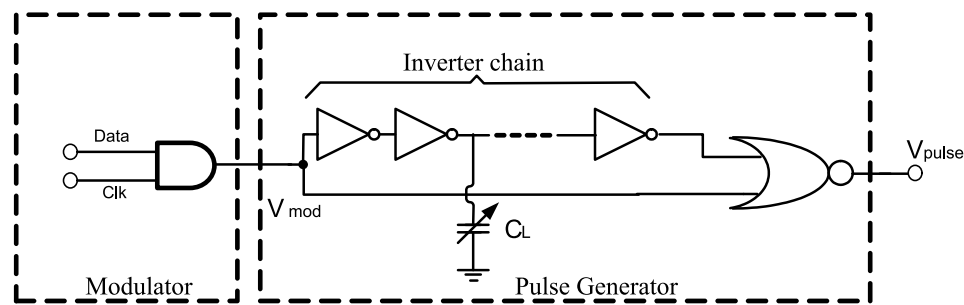 Inverter chain
Data
Clk
V mod
CL
Vpulse
Modulator
Pulse Generator